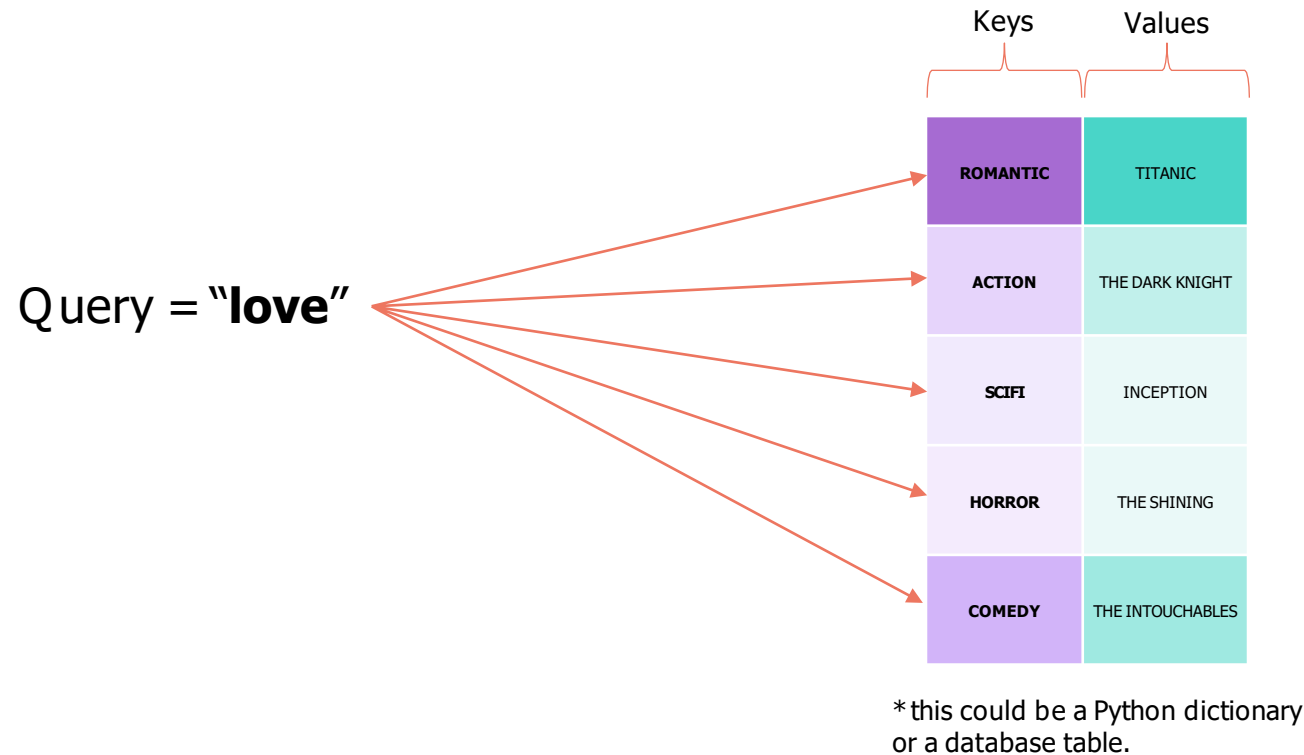 Keys Values
ROMANTIC TITANIC
ACTION THE DARK KNIGHT
Query = “love”
SCIFI INCEPTION
HORROR THE SHINING
COMEDY THE INTOUCHABLES
*this could be a Python dictionary
or a database table.